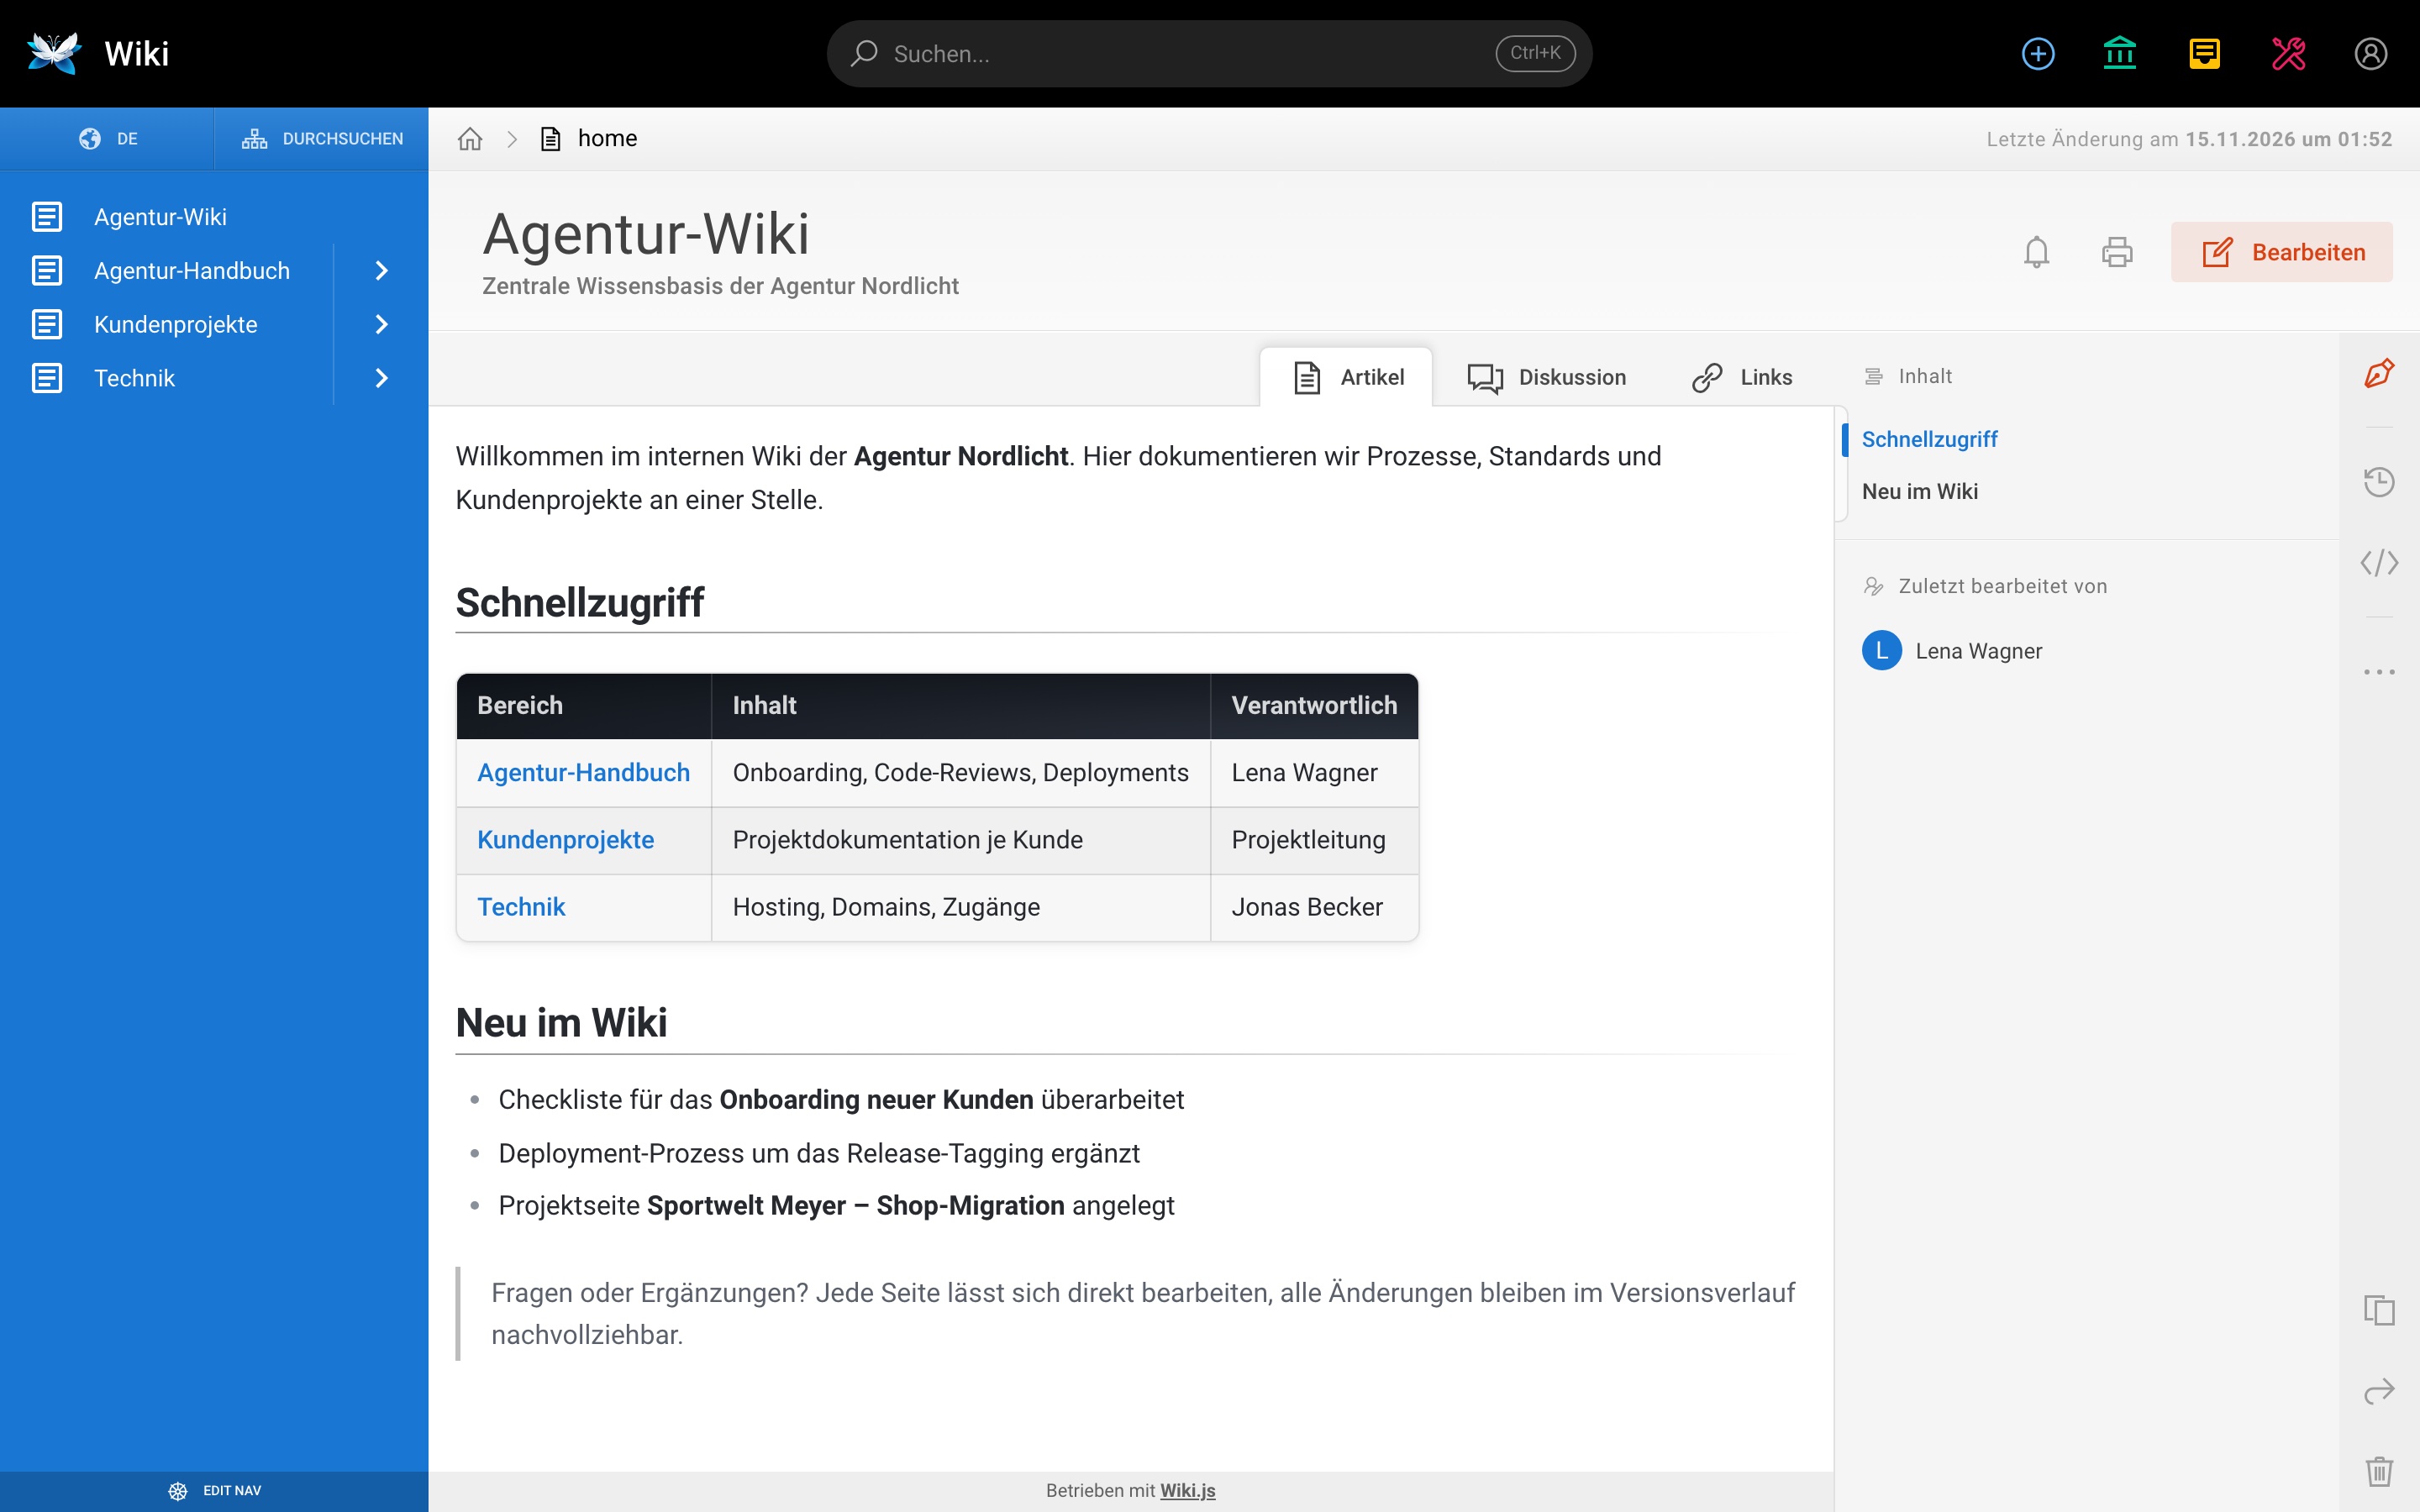 Wiki
Suchen...
Ctrl+K
DE
DURCHSUCHEN
Agentur-Wiki
Agentur-Handbuch
Kundenprojekte
Technik
EDIT NAV
home
Letzte Änderung am 15.11.2026 um 01:52
Agentur-Wiki
Zentrale Wissensbasis der Agentur Nordlicht
Bearbeiten
Artikel
Diskussion
Links
Willkommen im internen Wiki der Agentur Nordlicht. Hier dokumentieren wir Prozesse, Standards und
Kundenprojekte an einer Stelle.
Schnellzugriff
Bereich Inhalt Verantwortlich
Agentur-Handbuch Onboarding, Code-Reviews, Deployments Lena Wagner
Kundenprojekte Projektdokumentation je Kunde Projektleitung
Technik Hosting, Domains, Zugänge Jonas Becker
Neu im Wiki
Checkliste für das Onboarding neuer Kunden überarbeitet
Deployment-Prozess um das Release-Tagging ergänzt
Projektseite Sportwelt Meyer – Shop-Migration angelegt
Fragen oder Ergänzungen? Jede Seite lässt sich direkt bearbeiten, alle Änderungen bleiben im Versionsverlauf
nachvollziehbar.
Inhalt
Schnellzugriff
Neu im Wiki
Zuletzt bearbeitet von
L
Lena Wagner
Betrieben mit Wiki.js